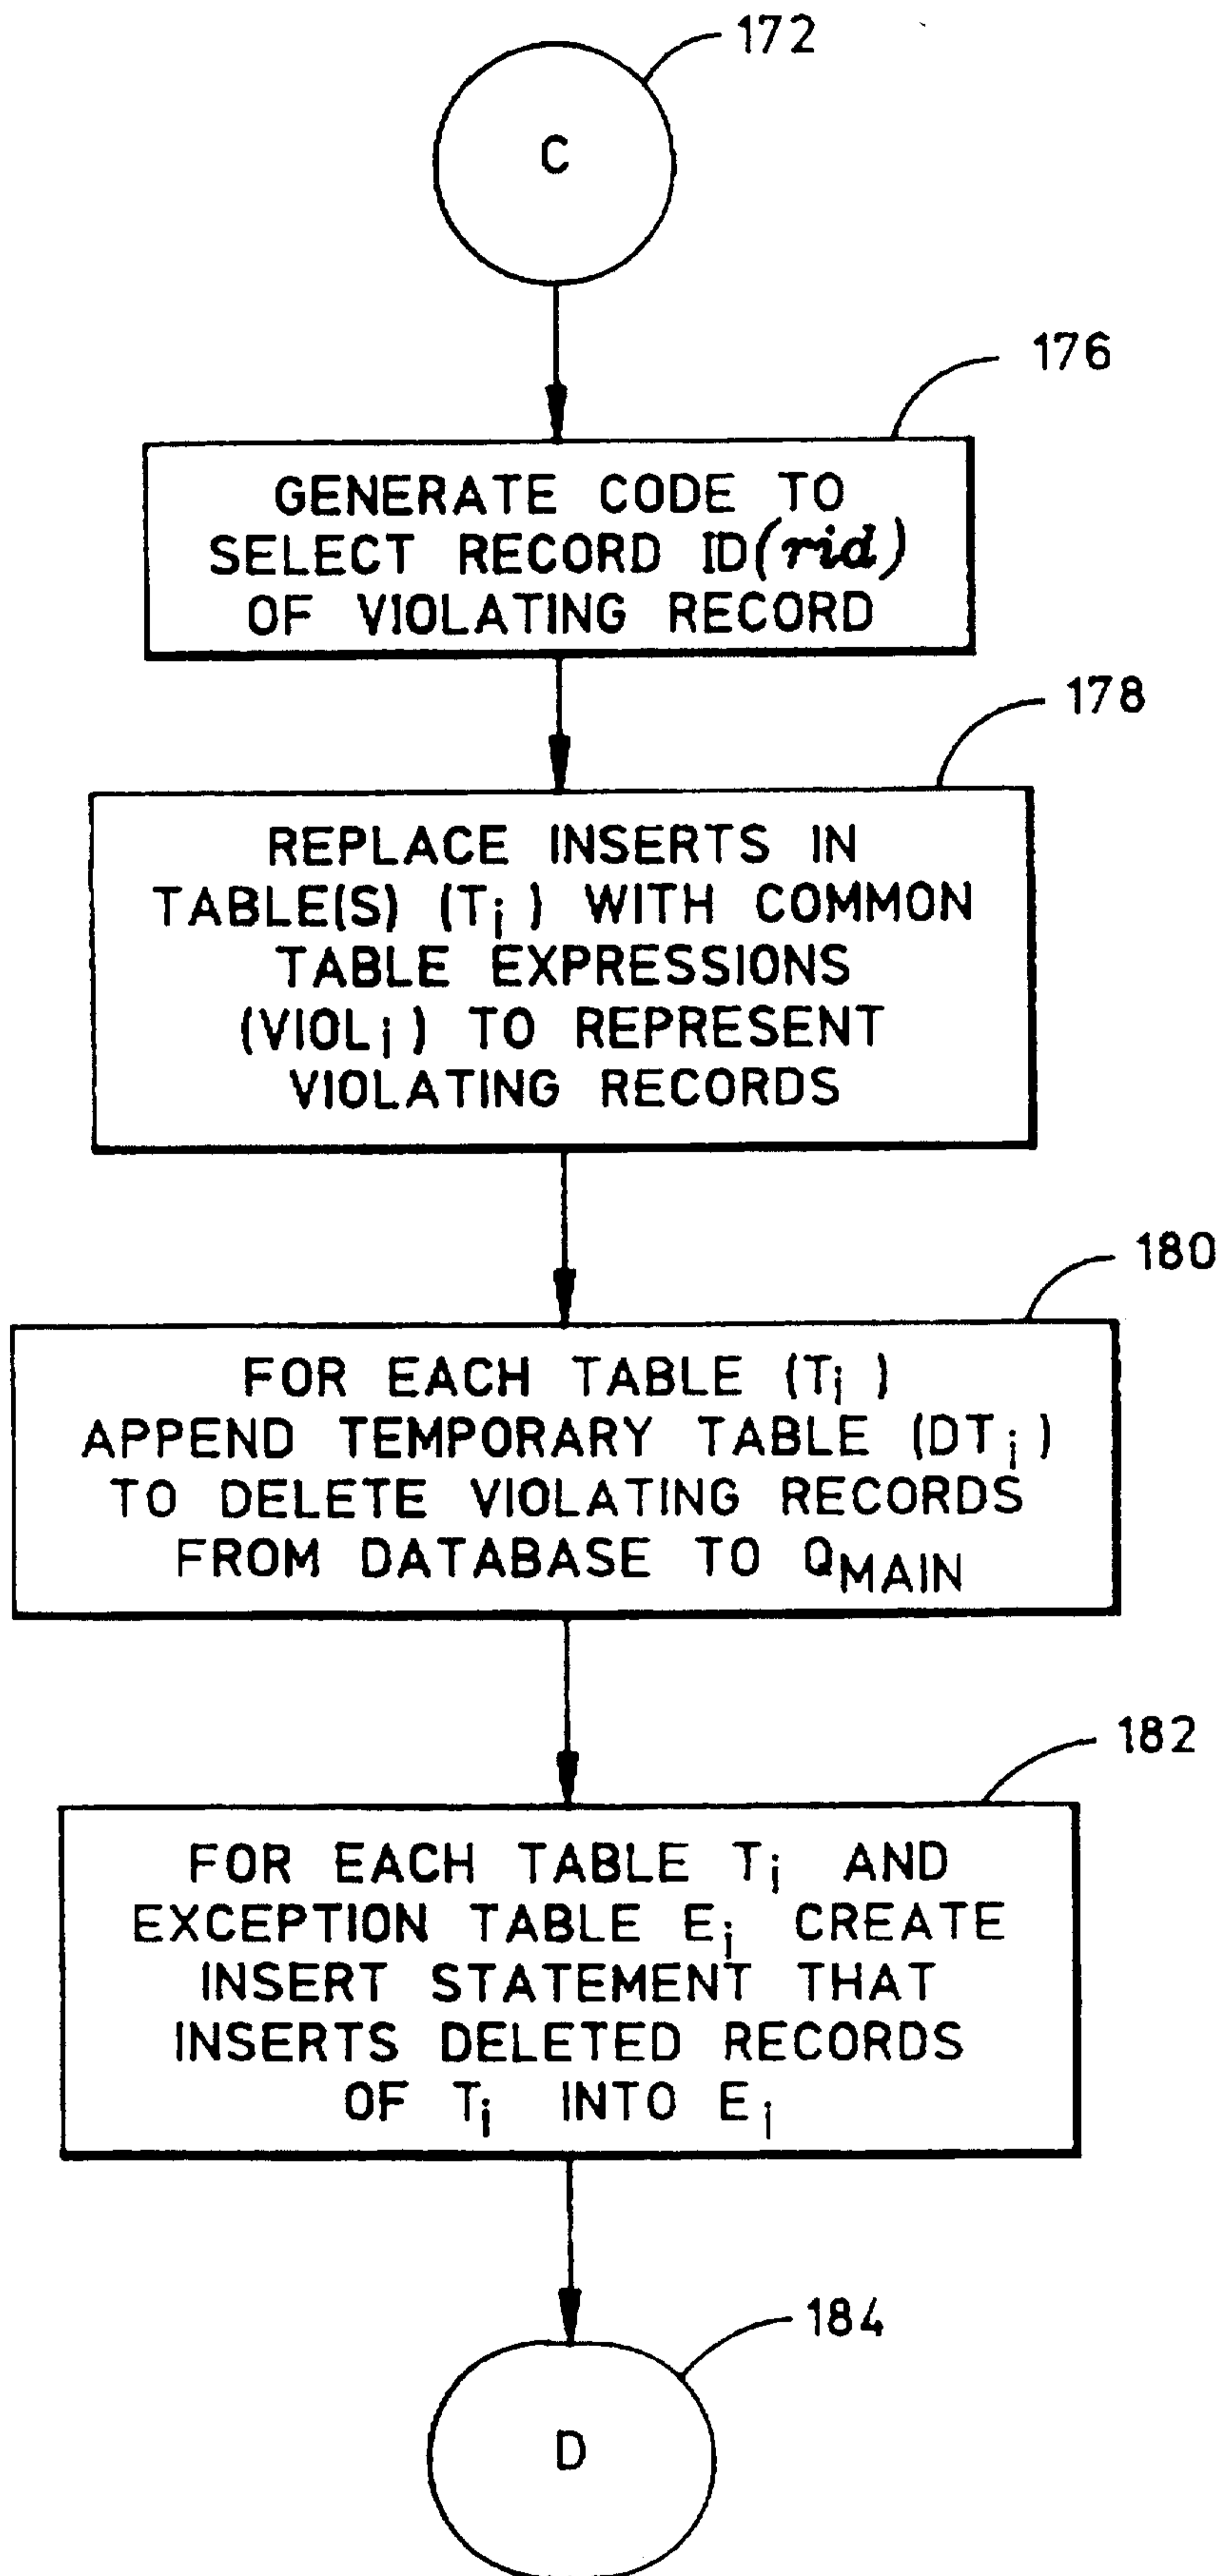 172
C
176
GENERATE CODE TO
SELECT RECORD ID(rid)
OF VIOLATING RECORD
178
REPLACE INSERTS IN
TABLE(S) (Ti) WITH COMMON
TABLE EXPRESSIONS
(VIOLi) TO REPRESENT
VIOLATING RECORDS
180
FOR EACH TABLE (Ti)
APPEND TEMPORARY TABLE (DTi)
TO DELETE VIOLATING RECORDS
FROM DATABASE TO QMAIN
182
FOR EACH TABLE Ti AND
EXCEPTION TABLE Ei CREATE
INSERT STATEMENT THAT
INSERTS DELETED RECORDS
OF Ti INTO Ei
184
D